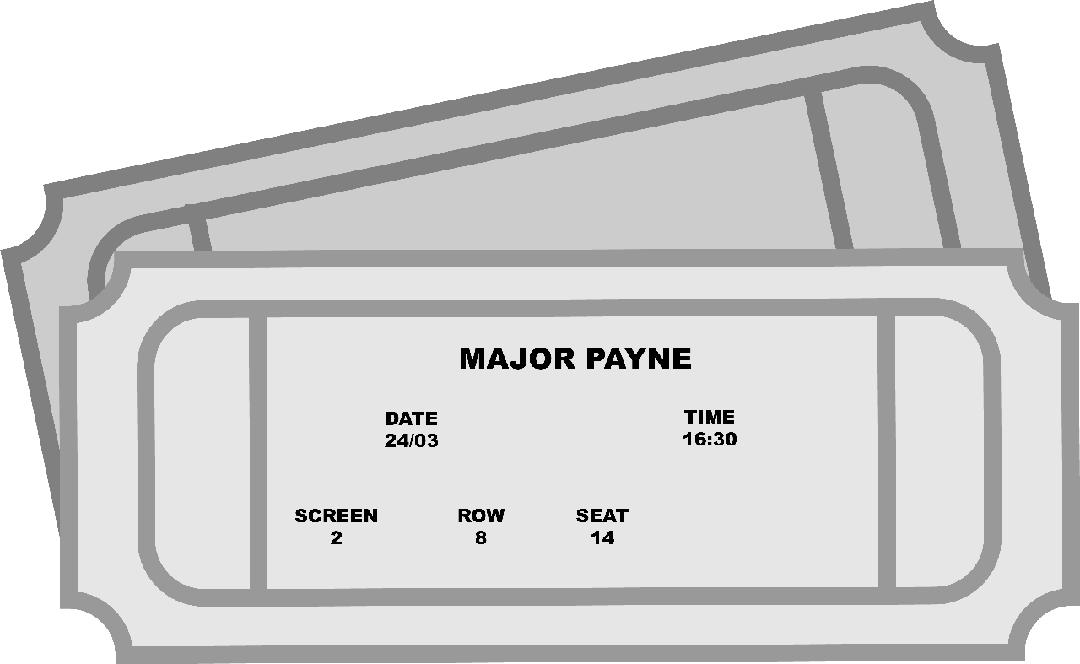 MAJOR PAYNE
DATE TIME
24/03 16:30
SCREEN ROW SEAT
2 8 14